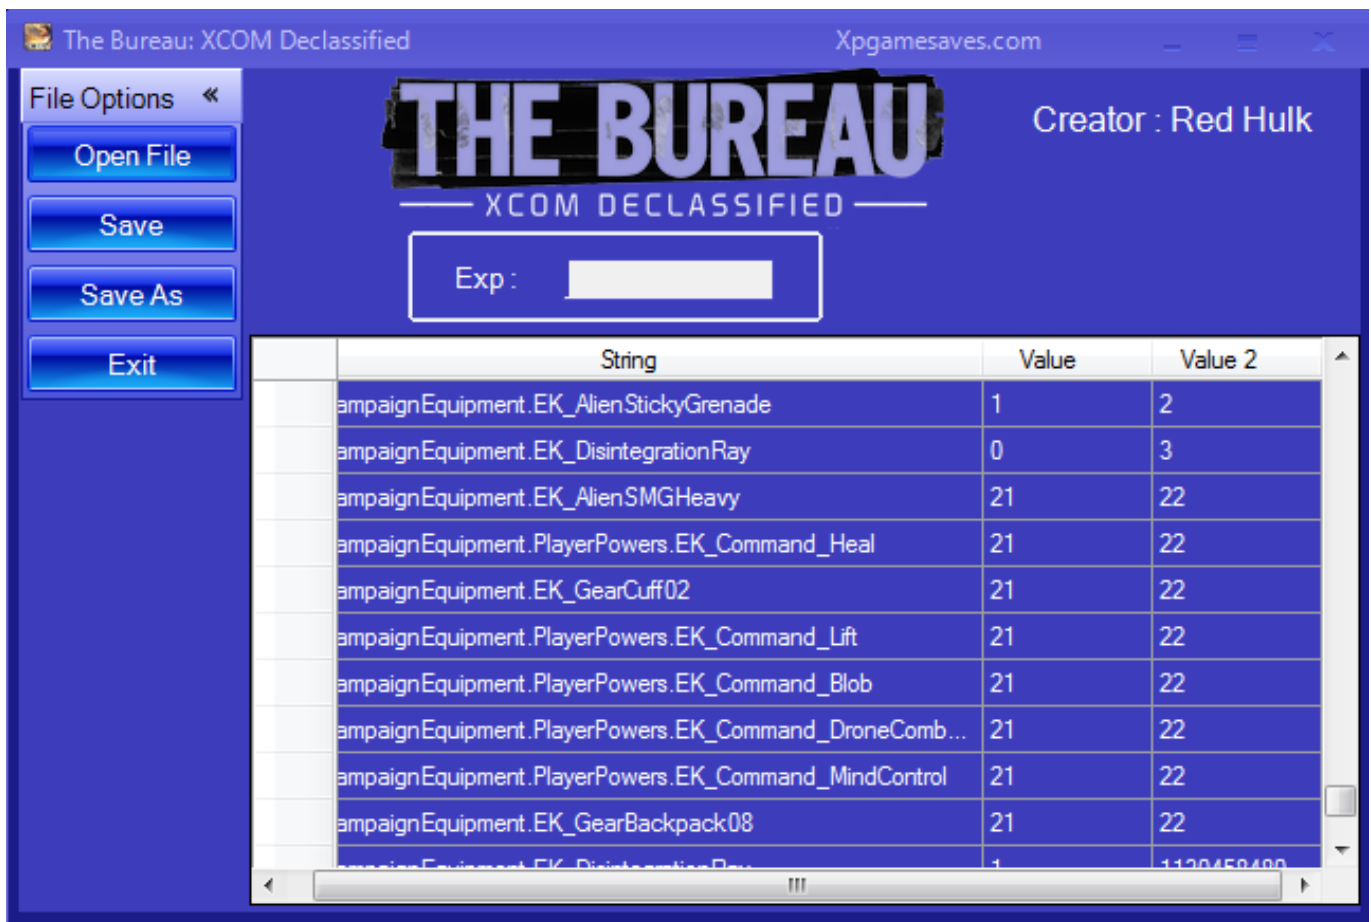 The Bureau: XCOM Declassified Xpgamesaves.com
File Options «
Open File
Save
Save As
Exit
THE BUREAU
XCOM DECLASSIFIED
Creator : Red Hulk
Exp :
String Value Value 2
ampaignEquipment.EK_AlienStickyGrenade 1 2
ampaignEquipment.EK_DisintegrationRay 0 3
ampaignEquipment.EK_AlienSMGHeavy 21 22
ampaignEquipment.PlayerPowers.EK_Command_Heal 21 22
ampaignEquipment.EK_GearCuff02 21 22
ampaignEquipment.PlayerPowers.EK_Command_Lift 21 22
ampaignEquipment.PlayerPowers.EK_Command_Blob 21 22
ampaignEquipment.PlayerPowers.EK_Command_DroneComb... 21 22
ampaignEquipment.PlayerPowers.EK_Command_MindControl 21 22
ampaignEquipment.EK_GearBackpack08 21 22
ampaignEquipment.EK_DisintegrationRay 1